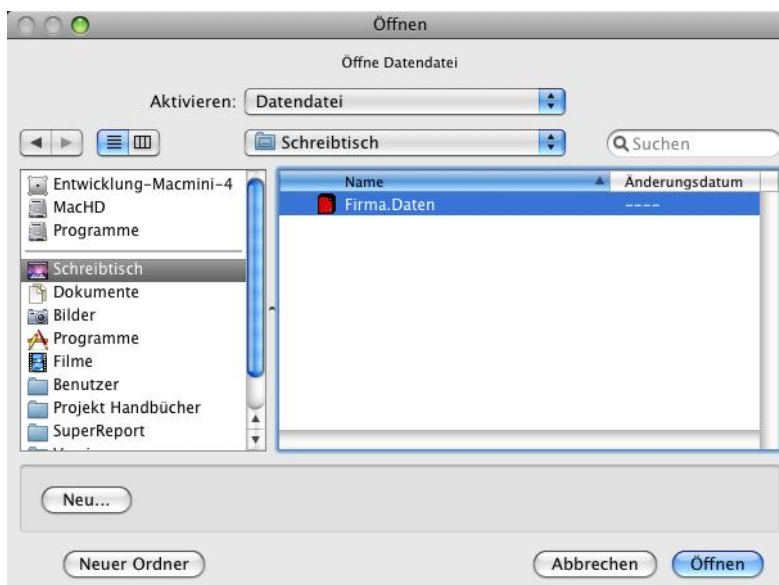 Öffnen
Öffne Datendatei
Aktivieren: Datendatei
Schreibtisch
Suchen
Entwicklung-Macmini-4
MacHD
Programme
Schreibtisch
Dokumente
Bilder
Programme
Filme
Benutzer
Projekt Handbücher
SuperReport
Name Änderungsdatum
Firma.Daten ----
Neu...
Neuer Ordner Abbrechen Öffnen